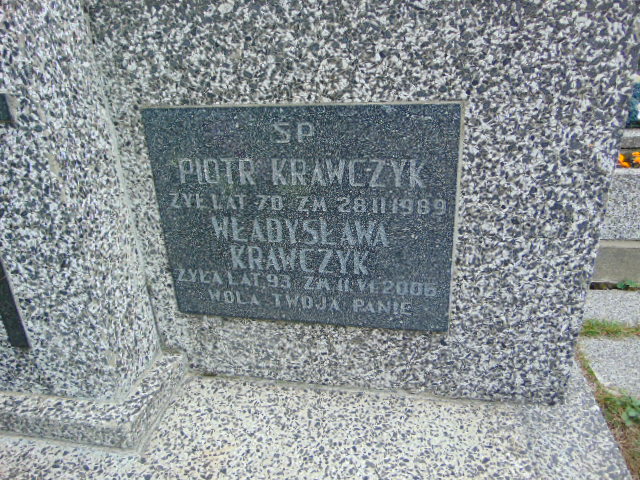 ŚP
PIOTR KRAWCZYK
ŻYŁ LAT 70 ZM. 28 II 1989
WŁADYSŁAWA
KRAWCZYK
ŻYŁA LAT 93 ZM. 11 VI 2006
WOLA TWOJA PANIE